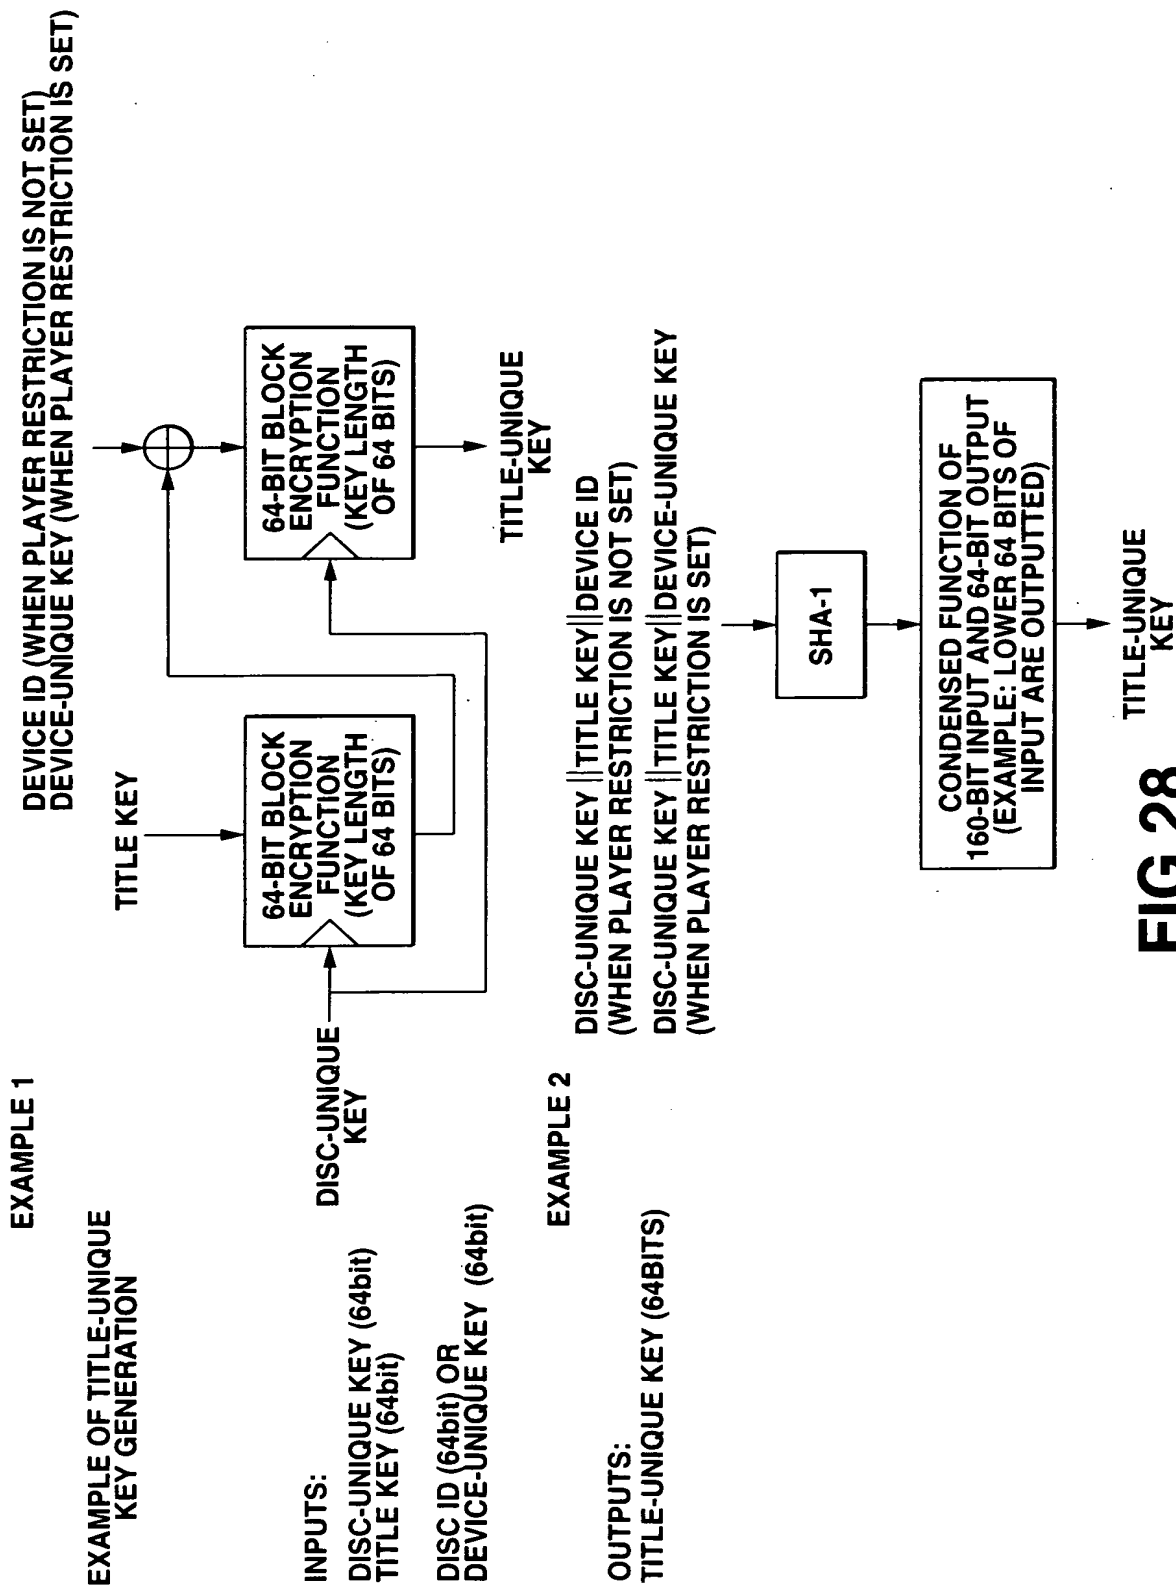 EXAMPLE OF TITLE-UNIQUE
KEY GENERATION
INPUTS:
DISC-UNIQUE KEY (64bit)
TITLE KEY (64bit)
DISC ID (64bit) OR
DEVICE-UNIQUE KEY (64bit)
OUTPUTS:
TITLE-UNIQUE KEY (64BITS)
EXAMPLE 1
DEVICE ID (WHEN PLAYER RESTRICTION IS NOT SET)
DEVICE-UNIQUE KEY (WHEN PLAYER RESTRICTION IS SET)
TITLE KEY
DISC-UNIQUE
KEY
64-BIT BLOCK
ENCRYPTION
FUNCTION
(KEY LENGTH
OF 64 BITS)
64-BIT BLOCK
ENCRYPTION
FUNCTION
(KEY LENGTH
OF 64 BITS)
TITLE-UNIQUE
KEY
EXAMPLE 2
DISC-UNIQUE KEY ||TITLE KEY||DEVICE ID
(WHEN PLAYER RESTRICTION IS NOT SET)
DISC-UNIQUE KEY ||TITLE KEY||DEVICE-UNIQUE KEY
(WHEN PLAYER RESTRICTION IS SET)
SHA-1
CONDENSED FUNCTION OF
160-BIT INPUT AND 64-BIT OUTPUT
(EXAMPLE: LOWER 64 BITS OF
INPUT ARE OUTPUTTED)
TITLE-UNIQUE
KEY
FIG.28